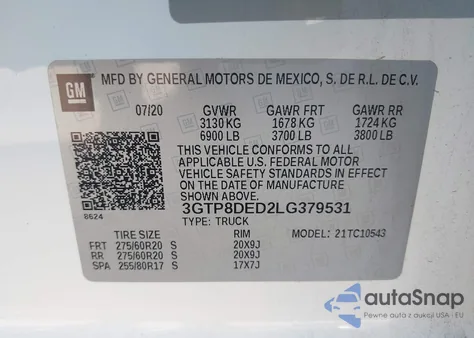 GM
MFD BY GENERAL MOTORS DE MEXICO, S. DE R.L. DE C.V.
07/20 GVWR GAWR FRT GAWR RR
3130 KG 1678 KG 1724 KG
6900 LB 3700 LB 3800 LB
THIS VEHICLE CONFORMS TO ALL
APPLICABLE U.S. FEDERAL MOTOR
VEHICLE SAFETY STANDARDS IN EFFECT
ON THE DATE OF MANUFACTURE SHOWN ABOVE.
8624
3GTP8DED2LG379531
TYPE: TRUCK 21TC10543
TIRE SIZE RIM
FRT 275/60R20 S 20X9J
RR 275/60R20 S 20X9J
SPA 255/80R17 S 17X7J
autoSnap
Pewne auta z aukcji USA - EU